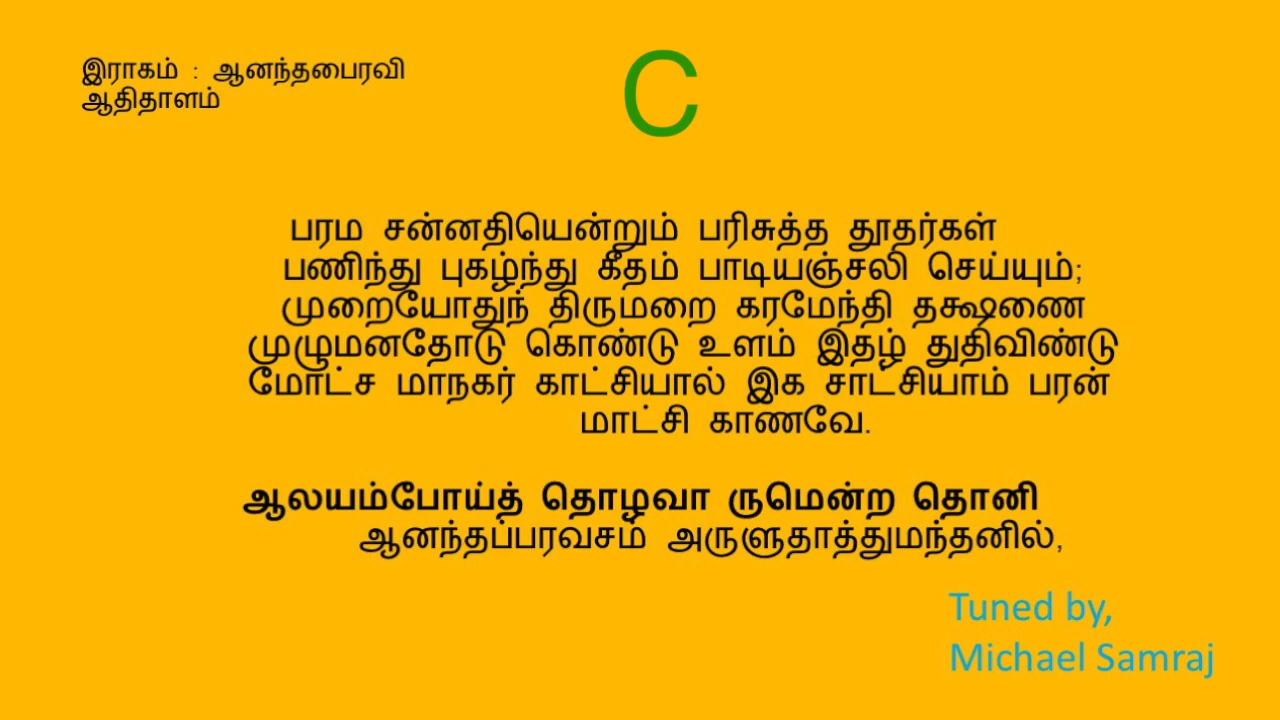 இராகம் : ஆனந்தபைரவி
ஆதிதாளம்
C
பரம சன்னதியென்றும் பரிசுத்த தூதர்கள்
பணிந்து புகழ்ந்து கீதம் பாடியஞ்சலி செய்யும்;
முறையோதுந் திருமறை கரமேந்தி தக்ஷணை
முழுமனதோடு கொண்டு உளம் இதழ் துதிவிண்டு
மோட்ச மாநகர் காட்சியால் இக சாட்சியாம் பரன்
மாட்சி காணவே.
ஆலயம்போய்த் தொழவா ருமென்ற தொனி
ஆனந்தப்பரவசம் அருளுதாத்துமந்தனில்,
Tuned by,
Michael Samraj